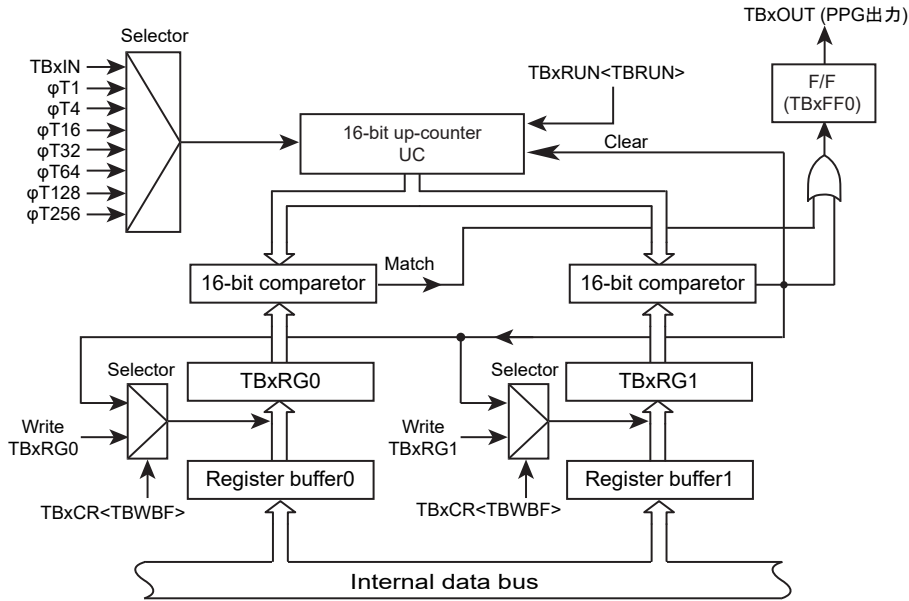 TBxOUT (PPG出力)
Selector
TBxIN
φT1
φT4
φT16
φT32
φT64
φT128
φT256
TBxRUN<TBRUN>
F/F
(TBxFF0)
16-bit up-counter
UC
Clear
16-bit comparetor
Match
16-bit comparetor
Selector
TBxRG0
Selector
TBxRG1
Write
TBxRG0
Write
TBxRG1
Register buffer0
Register buffer1
TBxCR<TBWBF>
TBxCR<TBWBF>
Internal data bus